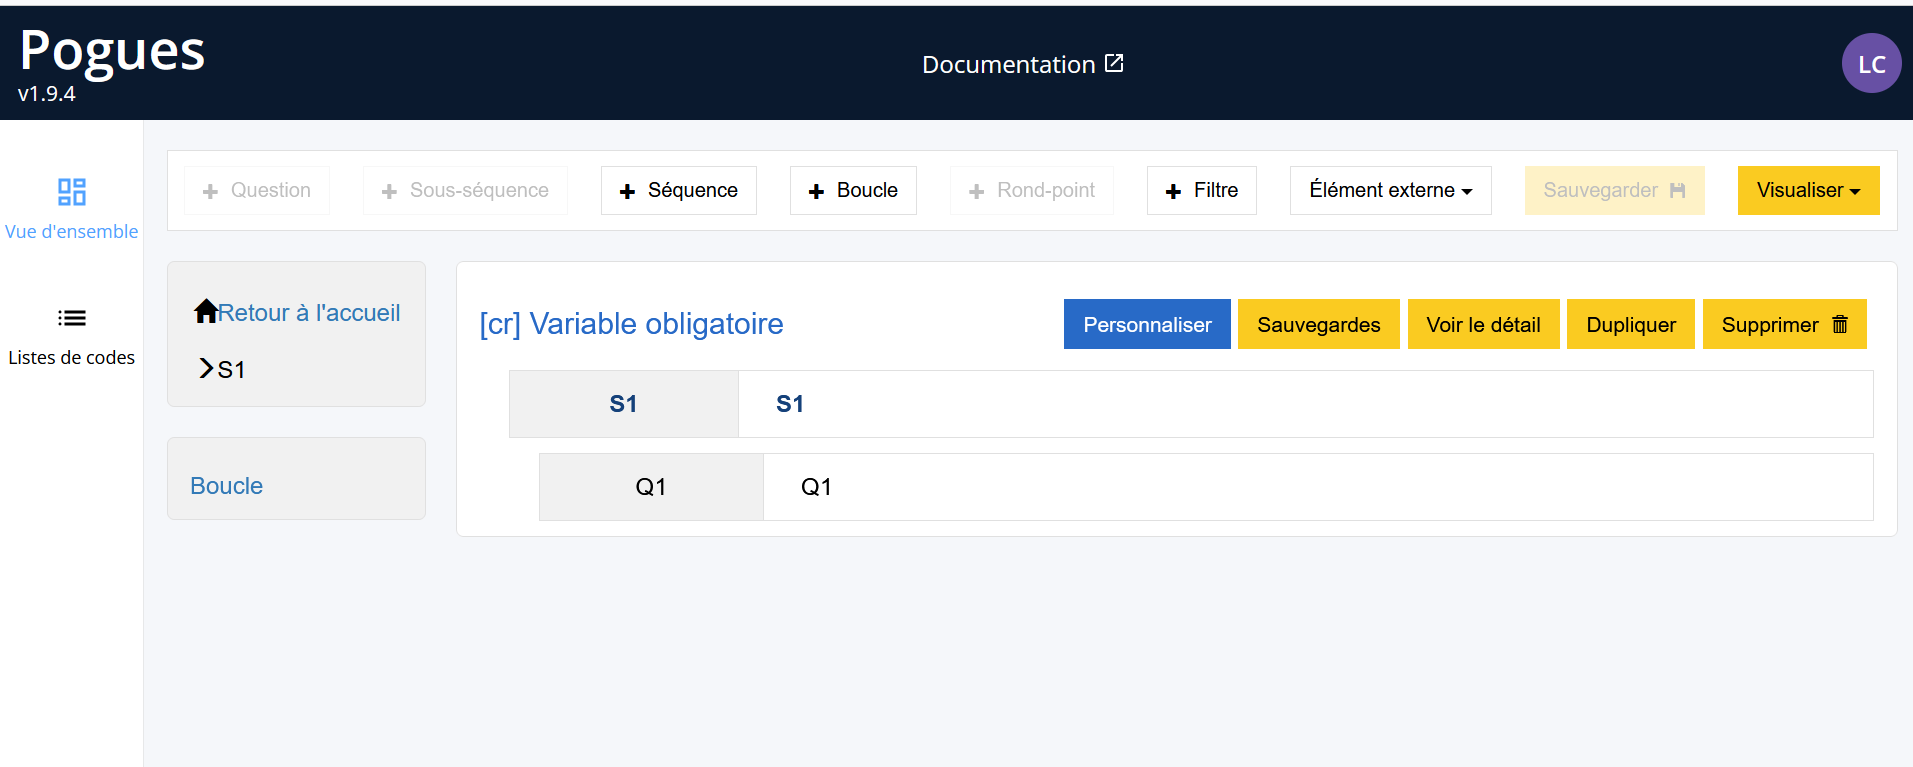 Pogues
v1.9.4
Documentation
LC
Vue d'ensemble
Listes de codes
Question
Sous-séquence
Séquence
Boucle
Rond-point
Filtre
Élément externe
Sauvegarder
Visualiser
Retour à l'accueil
S1
Boucle
[cr] Variable obligatoire
Personnaliser
Sauvegardes
Voir le détail
Dupliquer
Supprimer
S1
S1
Q1
Q1